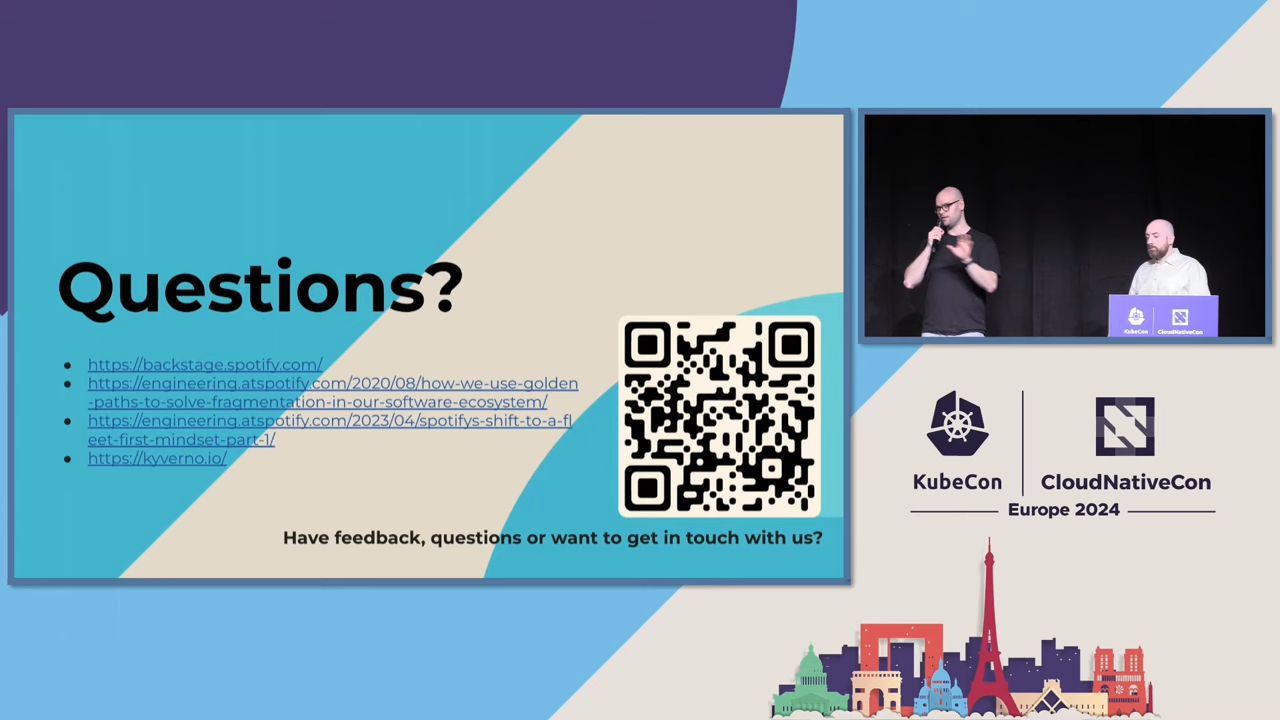 Questions?
https://backstage.spotify.com/
https://engineering.atspotify.com/2020/08/how-we-use-golden
-paths-to-solve-fragmentation-in-our-software-ecosystem/
https://engineering.atspotify.com/2023/04/spotifys-shift-to-a-fl
eet-first-mindset-part-1/
https://kyverno.io/
Have feedback, questions or want to get in touch with us?
KubeCon CloudNativeCon
KubeCon CloudNativeCon
Europe 2024